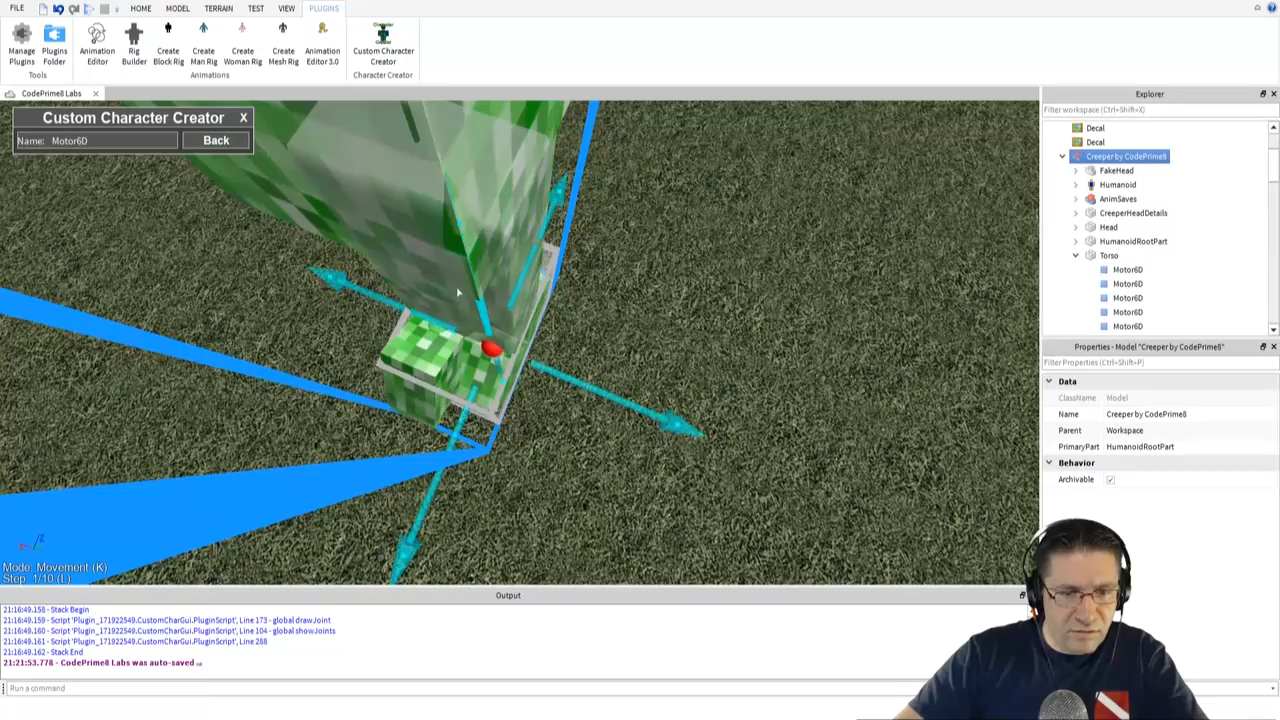 FILE
HOME
MODEL
TERRAIN
TEST
VIEW
PLUGINS
Manage Plugins
Plugins Folder
Animation Editor
Rig Builder
Create Block Rig
Create Man Rig
Create Woman Rig
Create Mesh Rig
Animation Editor 3.0
Custom Character Creator
Tools
Animations
Character Creator
CodePrime8 Labs
Custom Character Creator X
Name: Motor6D
Back
Mode: Movement (K)
Step: 1/10 (L)
Explorer
Filter workspace (Ctrl+Shift+X)
Decal
Decal
Creeper by CodePrime8
FakeHead
Humanoid
AnimSaves
CreeperHeadDetails
Head
HumanoidRootPart
Torso
Motor6D
Motor6D
Motor6D
Motor6D
Motor6D
Properties - Model "Creeper by CodePrime8"
Filter Properties (Ctrl+Shift+P)
Data
ClassName Model
Name Creeper by CodePrime8
Parent Workspace
PrimaryPart HumanoidRootPart
Behavior
Archivable
Output
21:16:49.158 - Stack Begin
21:16:49.159 - Script 'Plugin_171922549.CustomCharGui.PluginScript', Line 173 - global drawJoint
21:16:49.160 - Script 'Plugin_171922549.CustomCharGui.PluginScript', Line 104 - global showJoints
21:16:49.161 - Script 'Plugin_171922549.CustomCharGui.PluginScript', Line 288
21:16:49.162 - Stack End
21:21:53.778 - CodePrime8 Labs was auto-saved
Run a command